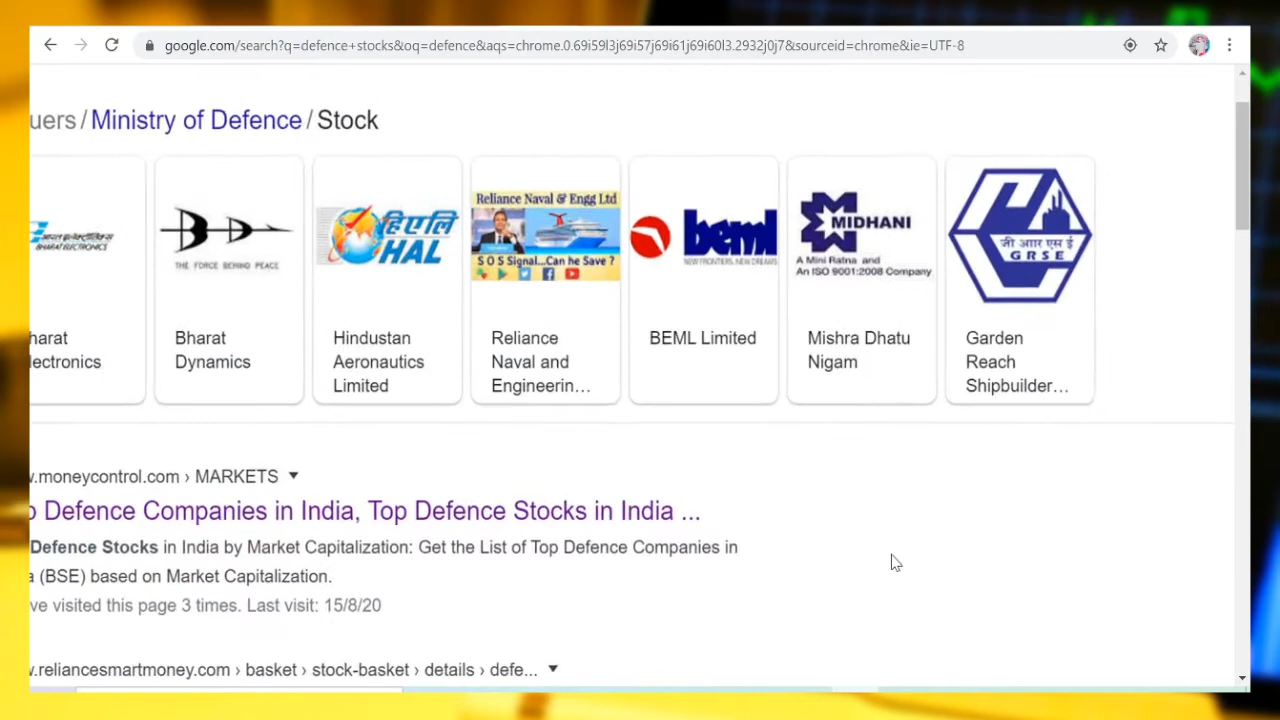 google.com/search?q=defence+stocks&oq=defence&aqs=chrome.0.69i59l3j69i57j69i61j69i60l3.2932j0j7&sourceid=chrome&ie=UTF-8
uers / Ministry of Defence / Stock
BHARAT ELECTRONICS
THE FORCE BEHIND PEACE
एचएएल
HAL
Reliance Naval & Engg Ltd
S O S Signal...Can he Save ?
beml
NEW FRONTIERS. NEW DREAMS
MIDHANI
A Mini Ratna and
An ISO 9001:2008 Company
जी आर एस ई
GRSE
harat
lectronics
Bharat
Dynamics
Hindustan
Aeronautics
Limited
Reliance
Naval and
Engineerin...
BEML Limited
Mishra Dhatu
Nigam
Garden
Reach
Shipbuilder...
w.moneycontrol.com › MARKETS
p Defence Companies in India, Top Defence Stocks in India ...
Defence Stocks in India by Market Capitalization: Get the List of Top Defence Companies in
a (BSE) based on Market Capitalization.
ve visited this page 3 times. Last visit: 15/8/20
w.reliancesmartmoney.com › basket › stock-basket › details › defe...